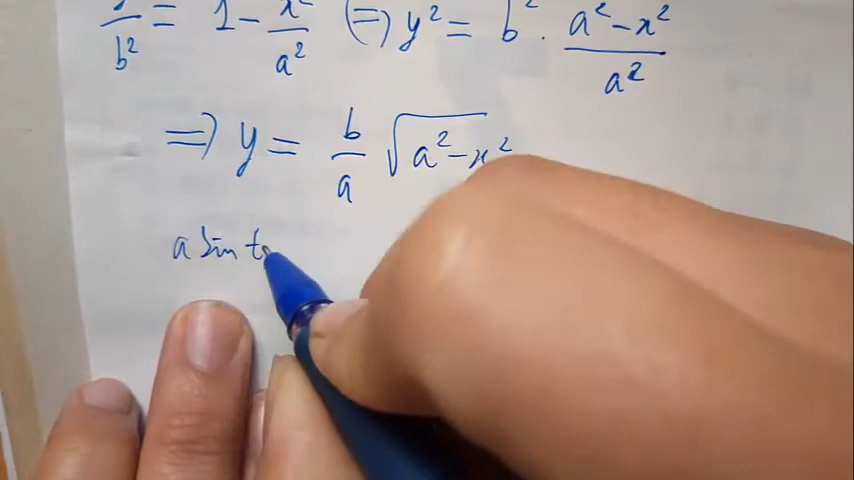 y²/b² = 1 - x²/a² (=) y² = b² · (a² - x²)/a²
=) y = b/a √(a² - x²)
a Sin t